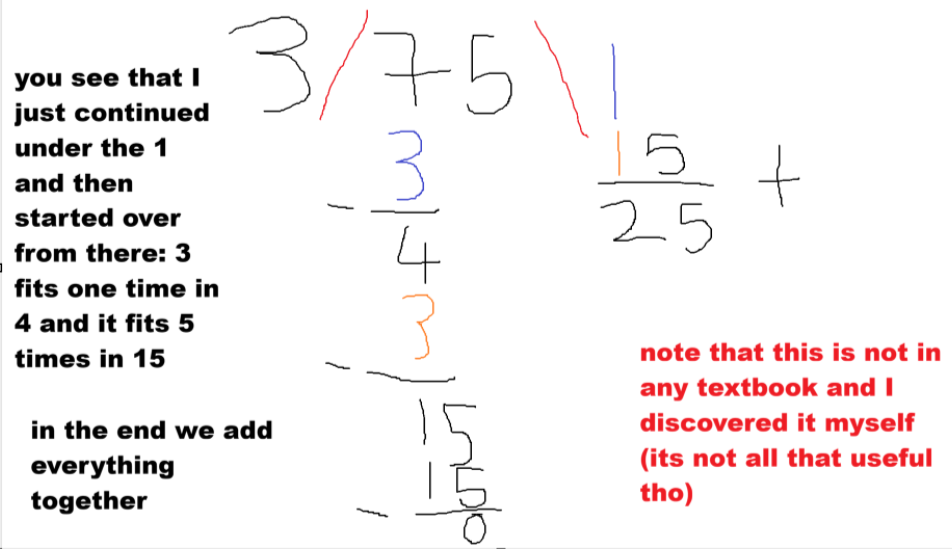 3/75\1
you see that I
just continued
under the 1
and then
started over
from there: 3
fits one time in
4 and it fits 5
times in 15
in the end we add
everything
together
3
-
4
3
-
15
15
-
0
15
+
25
note that this is not in
any textbook and I
discovered it myself
(its not all that useful
tho)